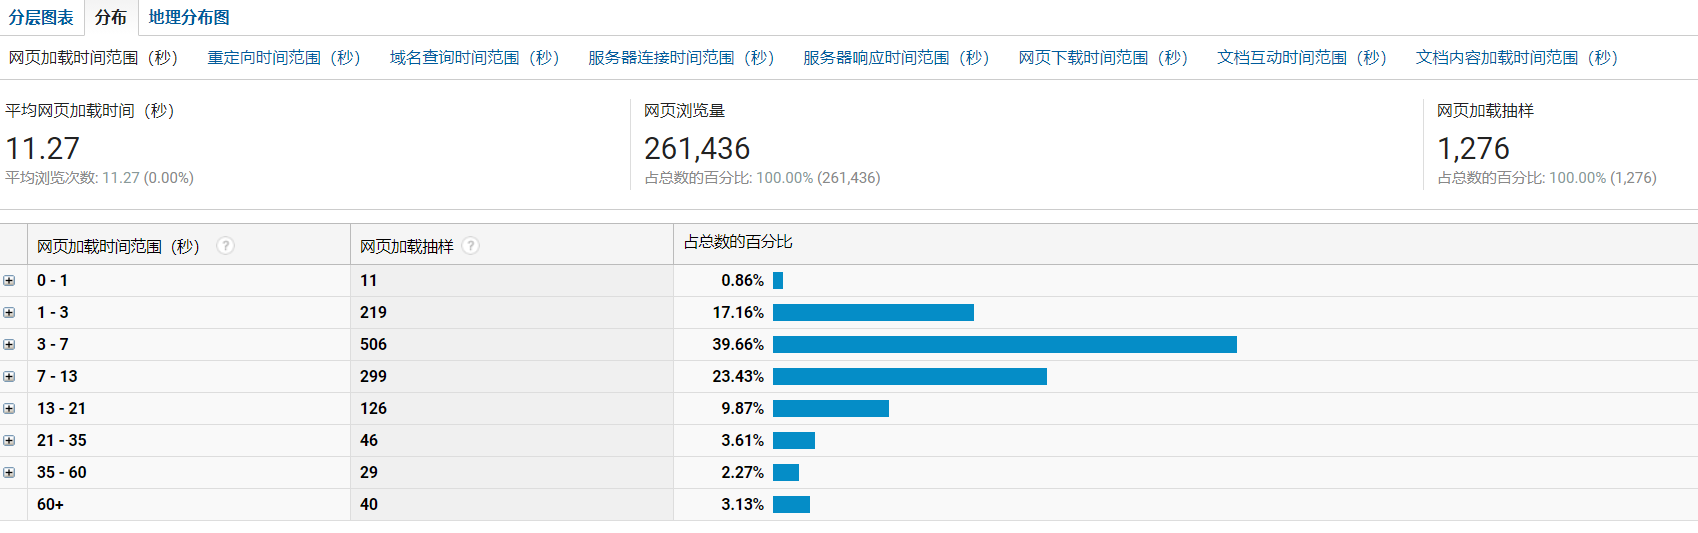 分层图表 分布 地理分布图
网页加载时间范围（秒） 重定向时间范围（秒） 域名查询时间范围（秒） 服务器连接时间范围（秒） 服务器响应时间范围（秒） 网页下载时间范围（秒） 文档互动时间范围（秒） 文档内容加载时间范围（秒）
平均网页加载时间（秒） 网页浏览量 网页加载抽样
11.27 261,436 1,276
平均浏览次数: 11.27 (0.00%) 占总数的百分比: 100.00% (261,436) 占总数的百分比: 100.00% (1,276)
网页加载时间范围（秒） ? 网页加载抽样 ? 占总数的百分比
0 - 1 11 0.86%
1 - 3 219 17.16%
3 - 7 506 39.66%
7 - 13 299 23.43%
13 - 21 126 9.87%
21 - 35 46 3.61%
35 - 60 29 2.27%
60+ 40 3.13%